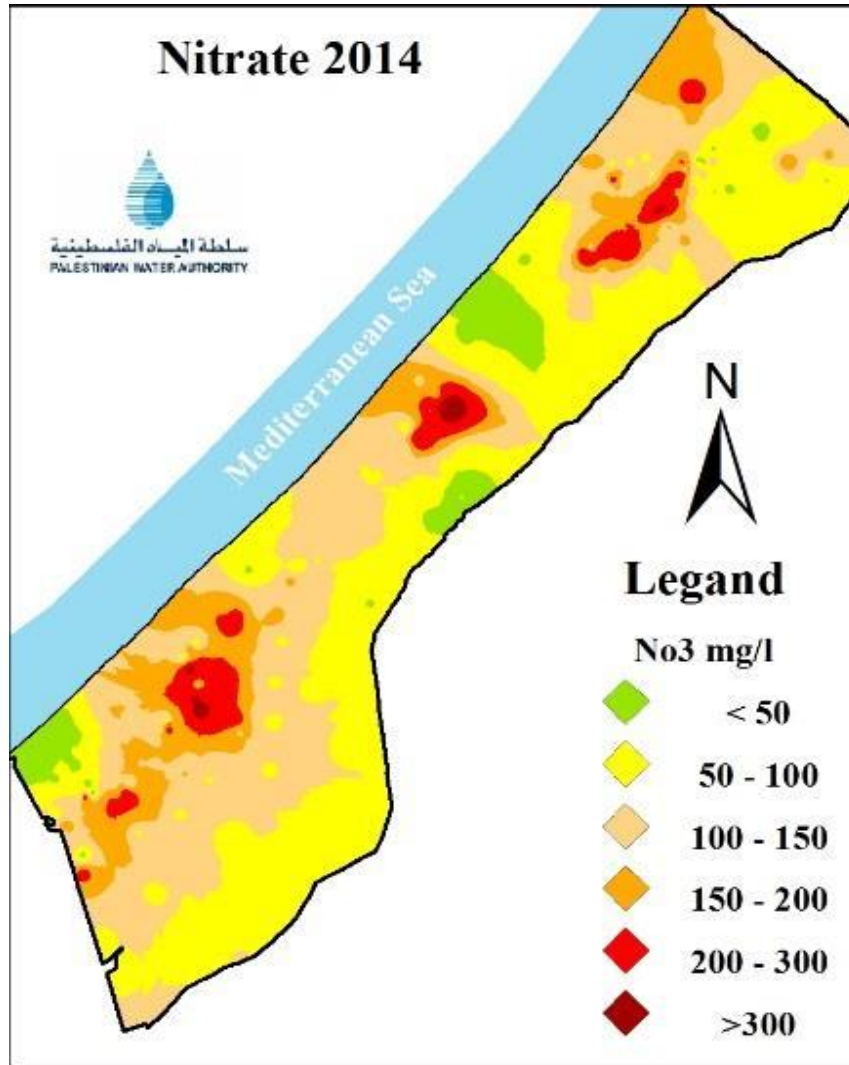 Nitrate 2014
سلطة المياه الفلسطينية
PALESTINIAN WATER AUTHORITY
Mediterranean Sea
N
Legand
No3 mg/l
< 50
50 - 100
100 - 150
150 - 200
200 - 300
>300